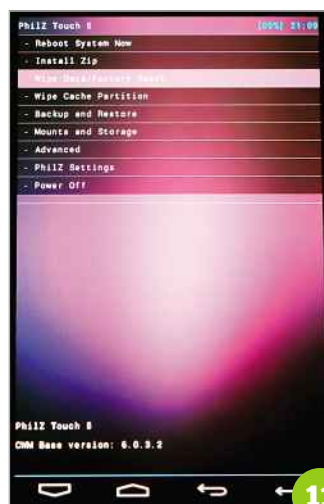 PhilZ Touch 5 [99%] 21:09
- Reboot System Now
- Install Zip
- Wipe Data/Factory Reset
- Wipe Cache Partition
- Backup and Restore
- Mounts and Storage
- Advanced
- PhilZ Settings
- Power Off
PhilZ Touch 5
CWM Base version: 6.0.3.2